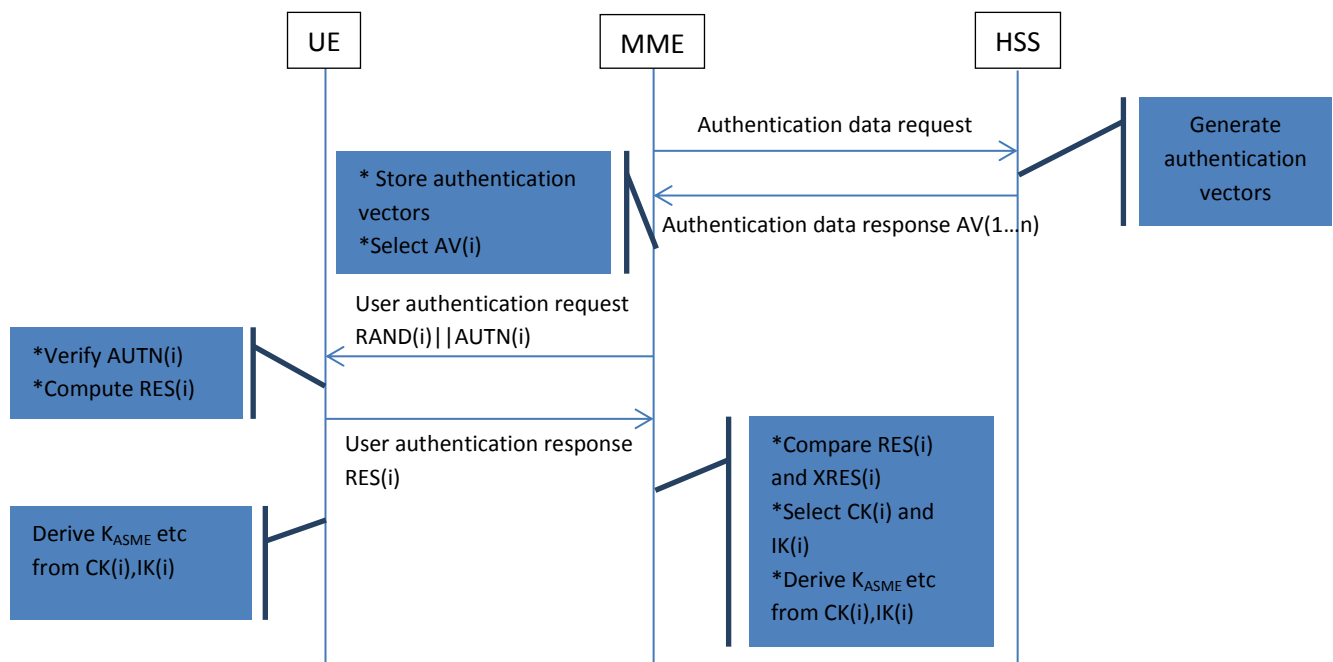 UE
MME
HSS
Authentication data request
Generate
authentication
vectors
* Store authentication
vectors
*Select AV(i)
Authentication data response AV(1...n)
User authentication request
RAND(i)||AUTN(i)
*Verify AUTN(i)
*Compute RES(i)
User authentication response
RES(i)
*Compare RES(i)
and XRES(i)
*Select CK(i) and
IK(i)
*Derive KASME etc
from CK(i),IK(i)
Derive KASME etc
from CK(i),IK(i)